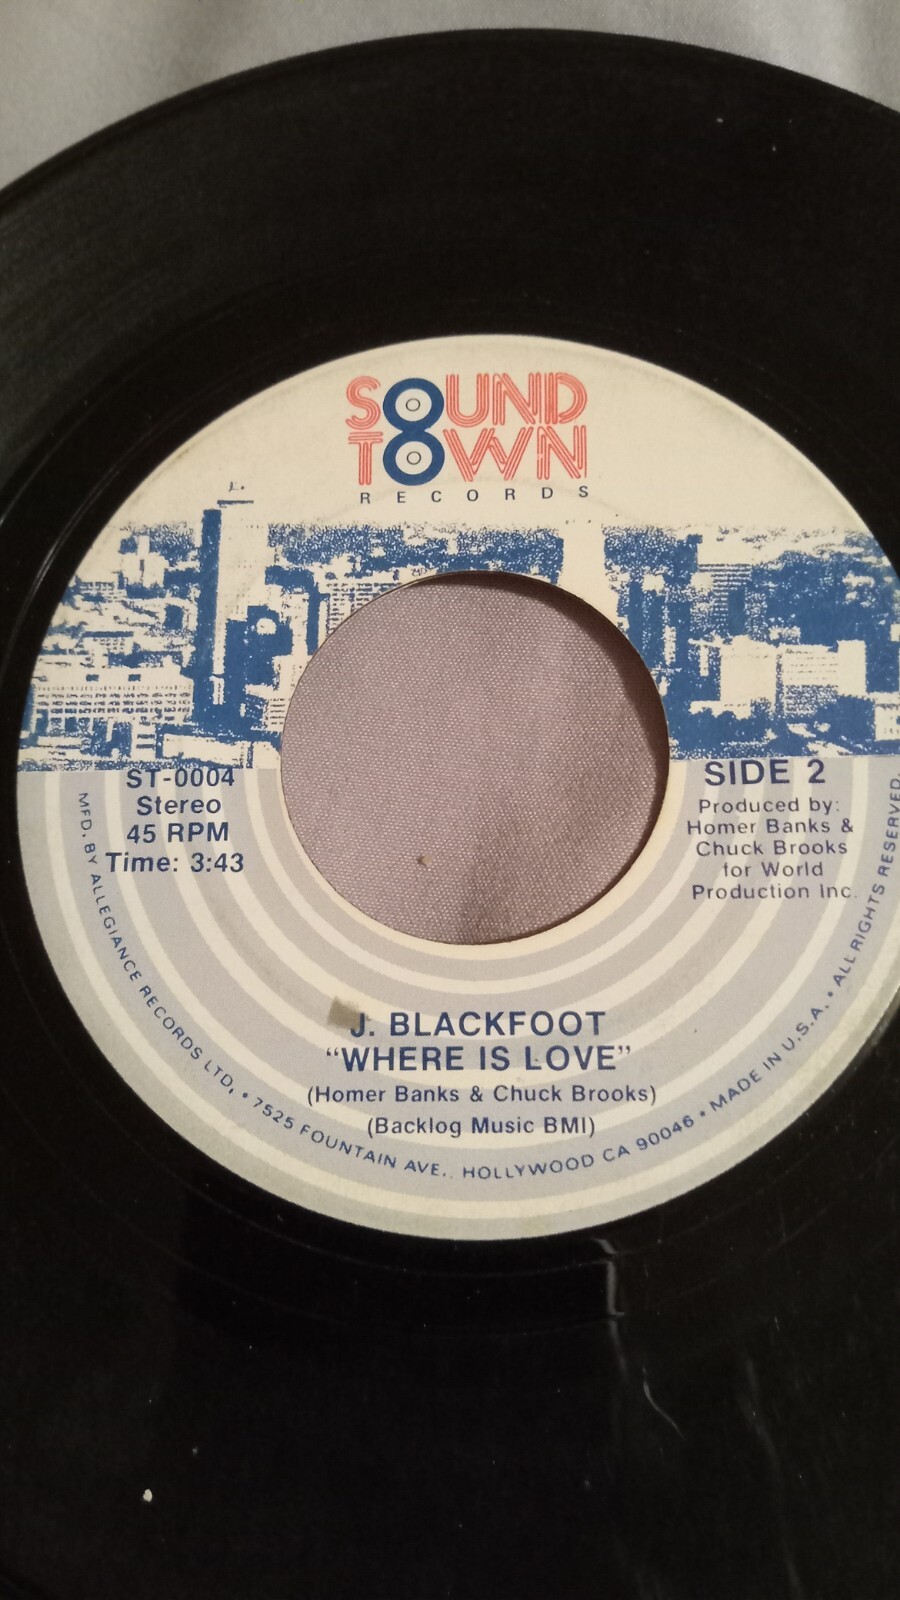 SOUND
TOWN
RECORDS
ST-0004
Stereo
45 RPM
Time: 3:43
SIDE 2
Produced by:
Homer Banks &
Chuck Brooks
for World
Production Inc.
J. BLACKFOOT
“WHERE IS LOVE”
(Homer Banks & Chuck Brooks)
(Backlog Music BMI)
MFD. BY ALLEGIANCE RECORDS LTD. • 7525 FOUNTAIN AVE., HOLLYWOOD CA 90046 • MADE IN U.S.A. • ALL RIGHTS RESERVED.